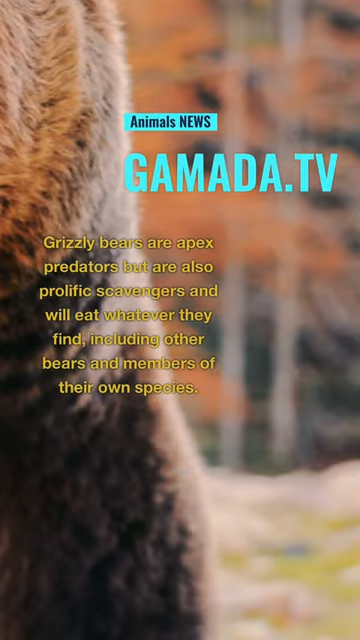 Animals NEWS
GAMADA.TV
Grizzly bears are apex
predators but are also
prolific scavengers and
will eat whatever they
find, including other
bears and members of
their own species.